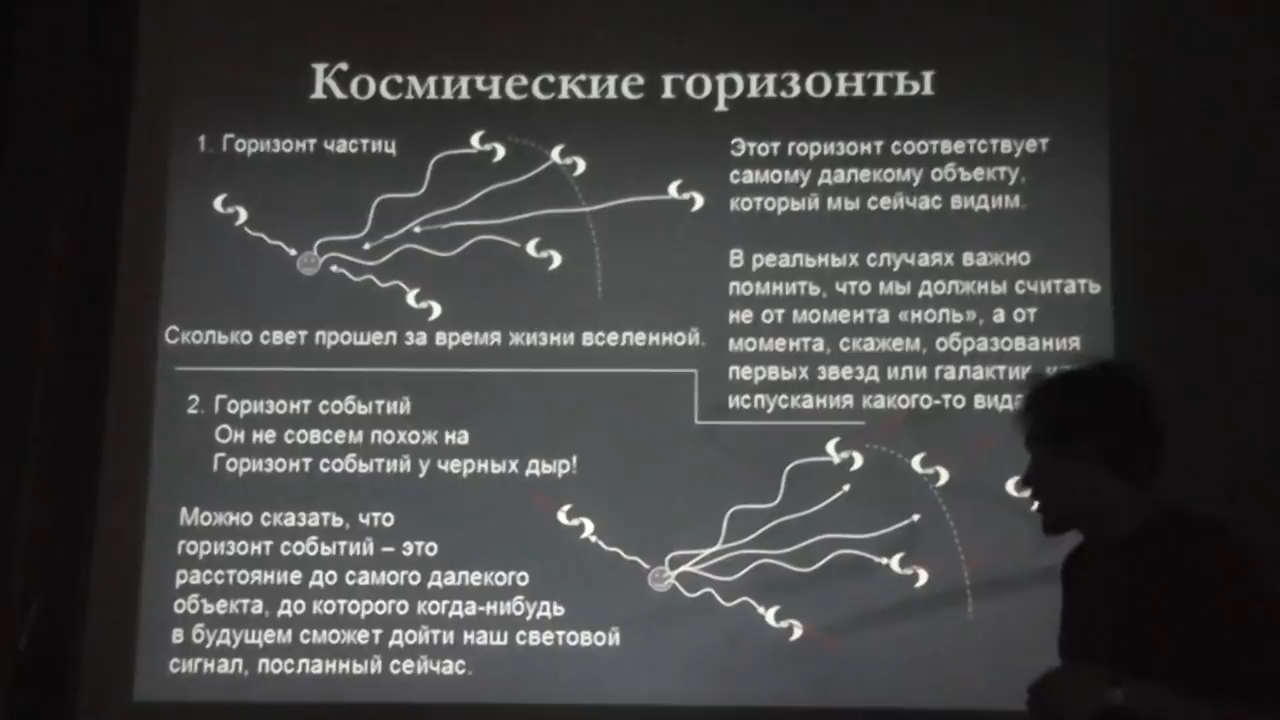 Космические горизонты
1. Горизонт частиц
Этот горизонт соответствует
самому далекому объекту,
который мы сейчас видим.
В реальных случаях важно
помнить, что мы должны считать
не от момента «ноль», а от
момента, скажем, образования
первых звезд или галактик,
испускания какого-то
Сколько свет прошел за время жизни вселенной.
2. Горизонт событий
Он не совсем похож на
Горизонт событий у черных дыр!
Можно сказать, что
горизонт событий – это
расстояние до самого далекого
объекта, до которого когда-нибудь
в будущем сможет дойти наш световой
сигнал, посланный сейчас.